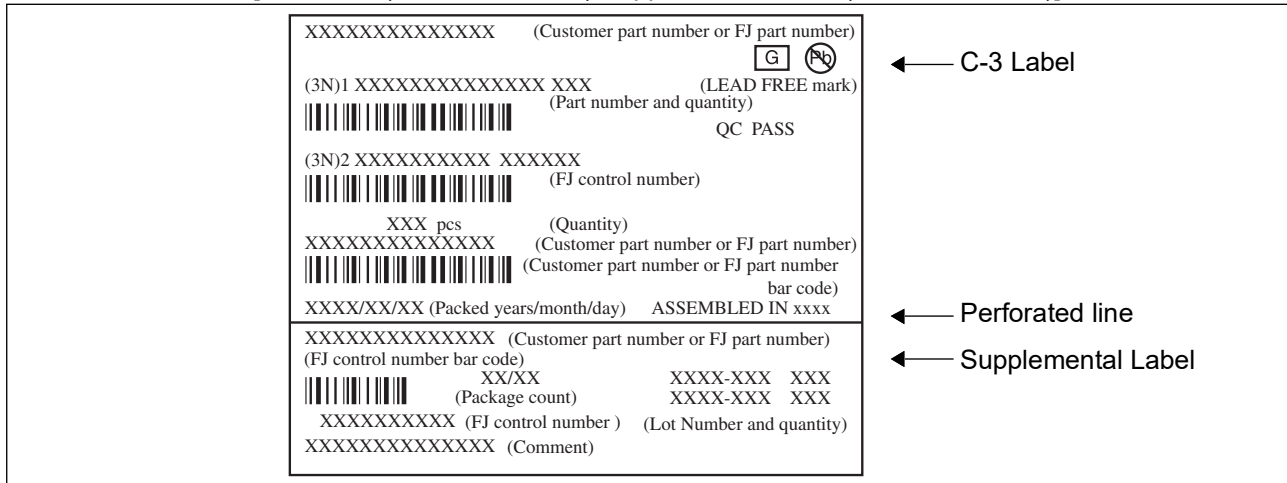 XXXXXXXXXXXXXX (Customer part number or FJ part number)
G Pb
C-3 Label
(3N)1 XXXXXXXXXXXXXX XXX (LEAD FREE mark)
(Part number and quantity)
QC PASS
(3N)2 XXXXXXXXXX XXXXXX
(FJ control number)
XXX pcs (Quantity)
XXXXXXXXXXXXXX (Customer part number or FJ part number)
(Customer part number or FJ part number
bar code)
XXXX/XX/XX (Packed years/month/day) ASSEMBLED IN xxxx
Perforated line
XXXXXXXXXXXXXX (Customer part number or FJ part number)
(FJ control number bar code)
Supplemental Label
XX/XX XXXX-XXX XXX
(Package count) XXXX-XXX XXX
XXXXXXXXXX (FJ control number ) (Lot Number and quantity)
XXXXXXXXXXXXXX (Comment)